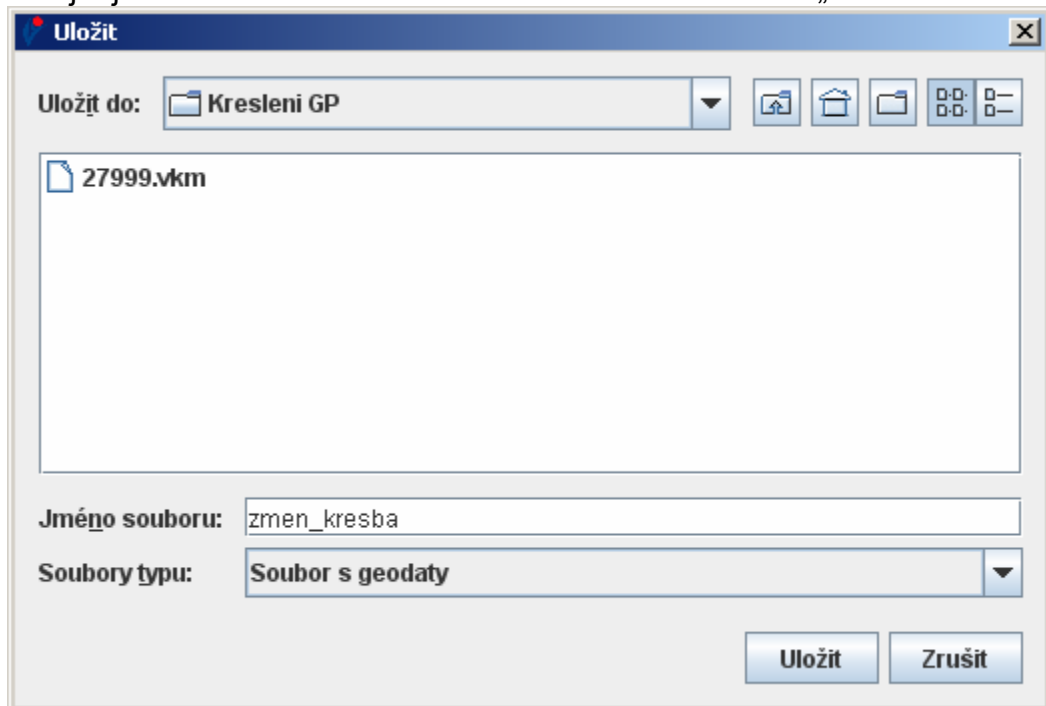 Uložit
Uložit do: Kresleni GP
27999.vkm
Jméno souboru: zmen_kresba
Soubory typu: Soubor s geodaty
Uložit Zrušit